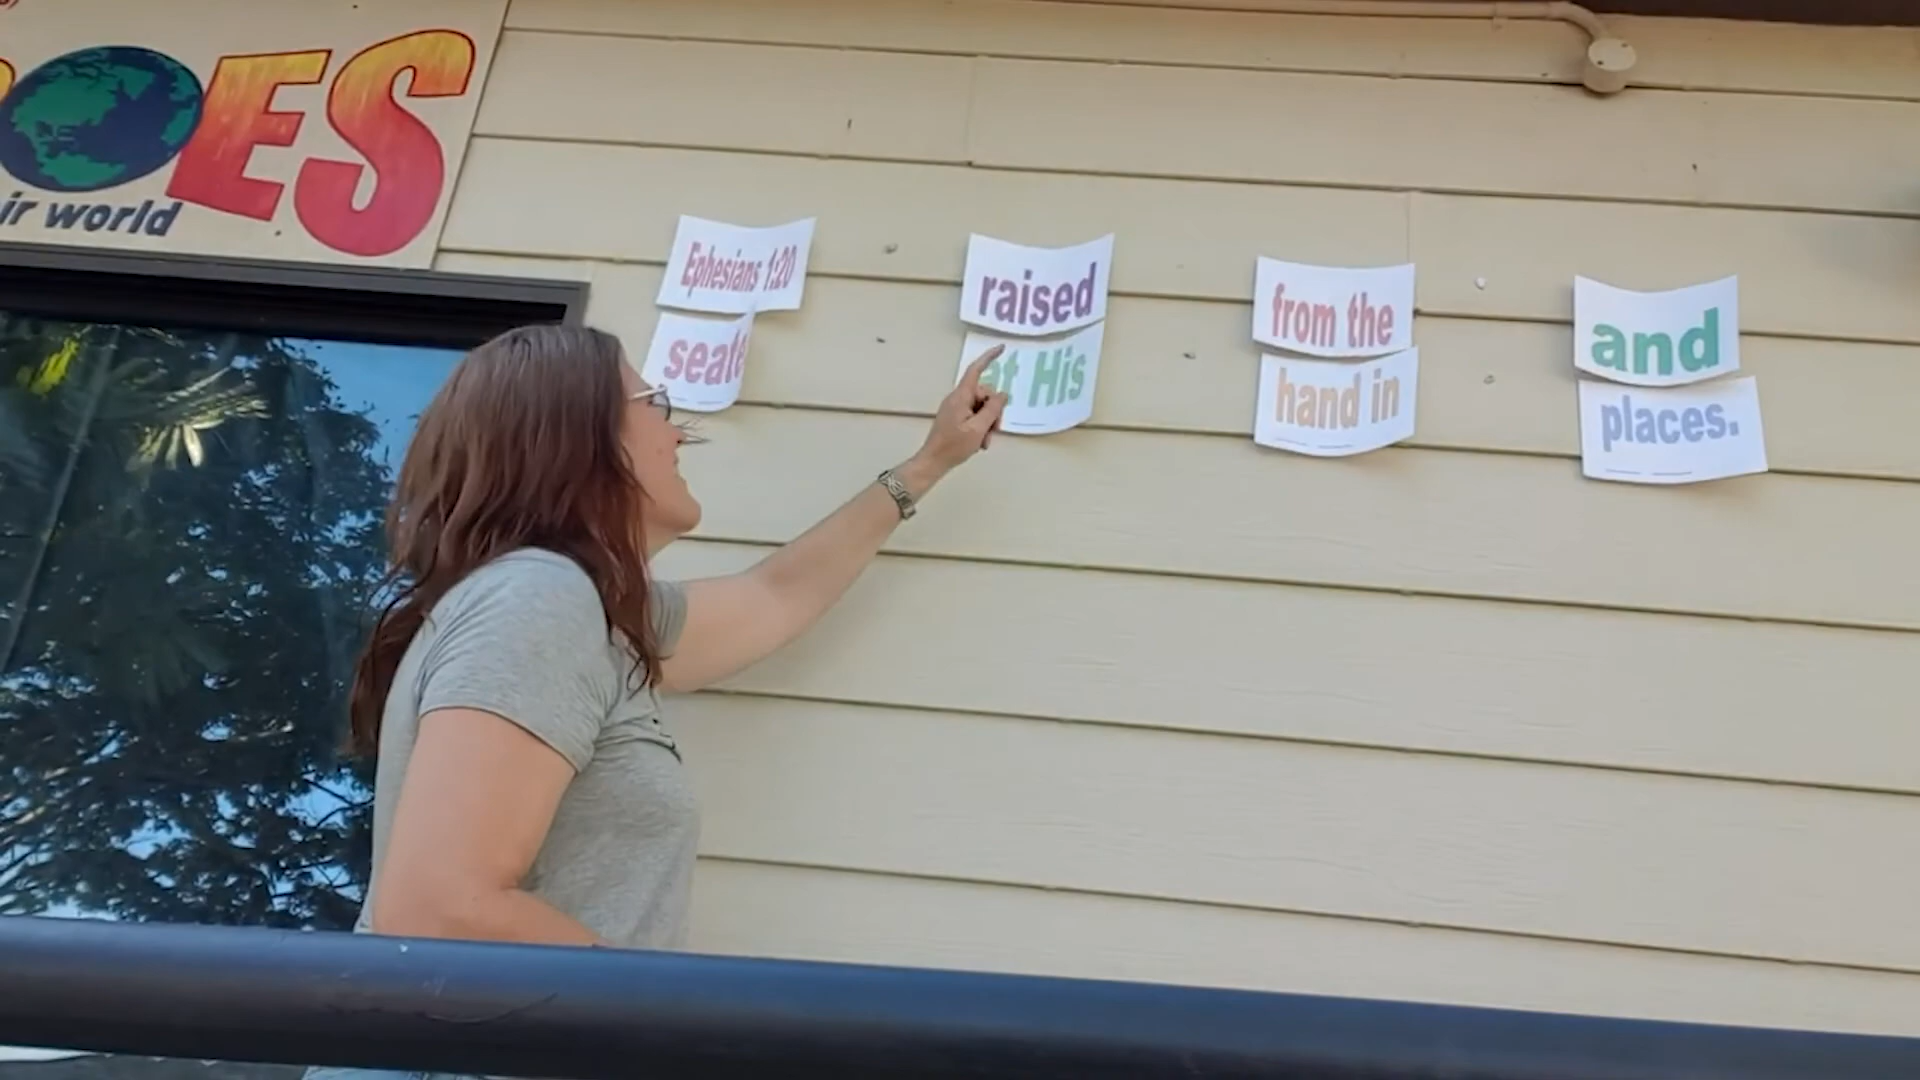 OES
ir world
Ephesians 1:20 raised from the and
seate at His hand in places.